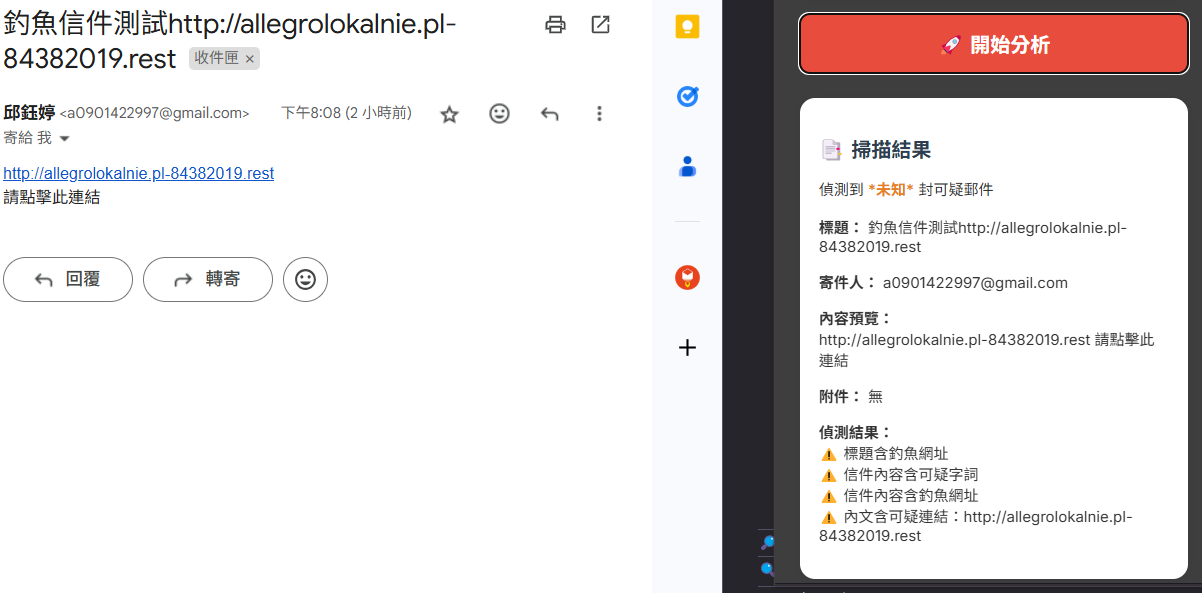 釣魚信件測試http://allegrolokalnie.pl-
84382019.rest 收件匣 ×
邱鈺婷 <a0901422997@gmail.com> 下午8:08 (2 小時前)
寄給 我
http://allegrolokalnie.pl-84382019.rest
請點擊此連結
回覆 轉寄
開始分析
掃描結果
偵測到 *未知* 封可疑郵件
標題： 釣魚信件測試http://allegrolokalnie.pl-
84382019.rest
寄件人： a0901422997@gmail.com
內容預覽：
http://allegrolokalnie.pl-84382019.rest 請點擊此
連結
附件： 無
偵測結果：
⚠️ 標題含釣魚網址
⚠️ 信件內容含可疑字詞
⚠️ 信件內容含釣魚網址
⚠️ 內文含可疑連結：http://allegrolokalnie.pl-
84382019.rest